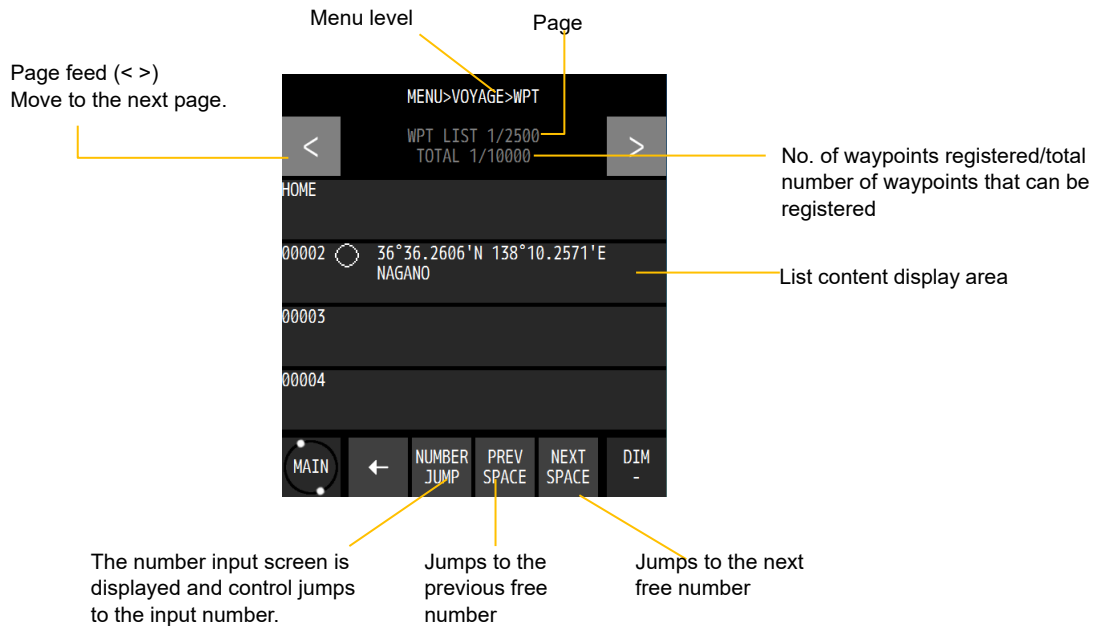 Menu level
Page
Page feed (< >)
Move to the next page.
MENU>VOYAGE>WPT
<
WPT LIST 1/2500
TOTAL 1/10000
>
No. of waypoints registered/total
number of waypoints that can be
registered
HOME
00002
36°36.2606'N 138°10.2571'E
NAGANO
List content display area
00003
00004
MAIN
←
NUMBER
JUMP
PREV
SPACE
NEXT
SPACE
DIM
-
The number input screen is
displayed and control jumps
to the input number.
Jumps to the
previous free
number
Jumps to the next
free number